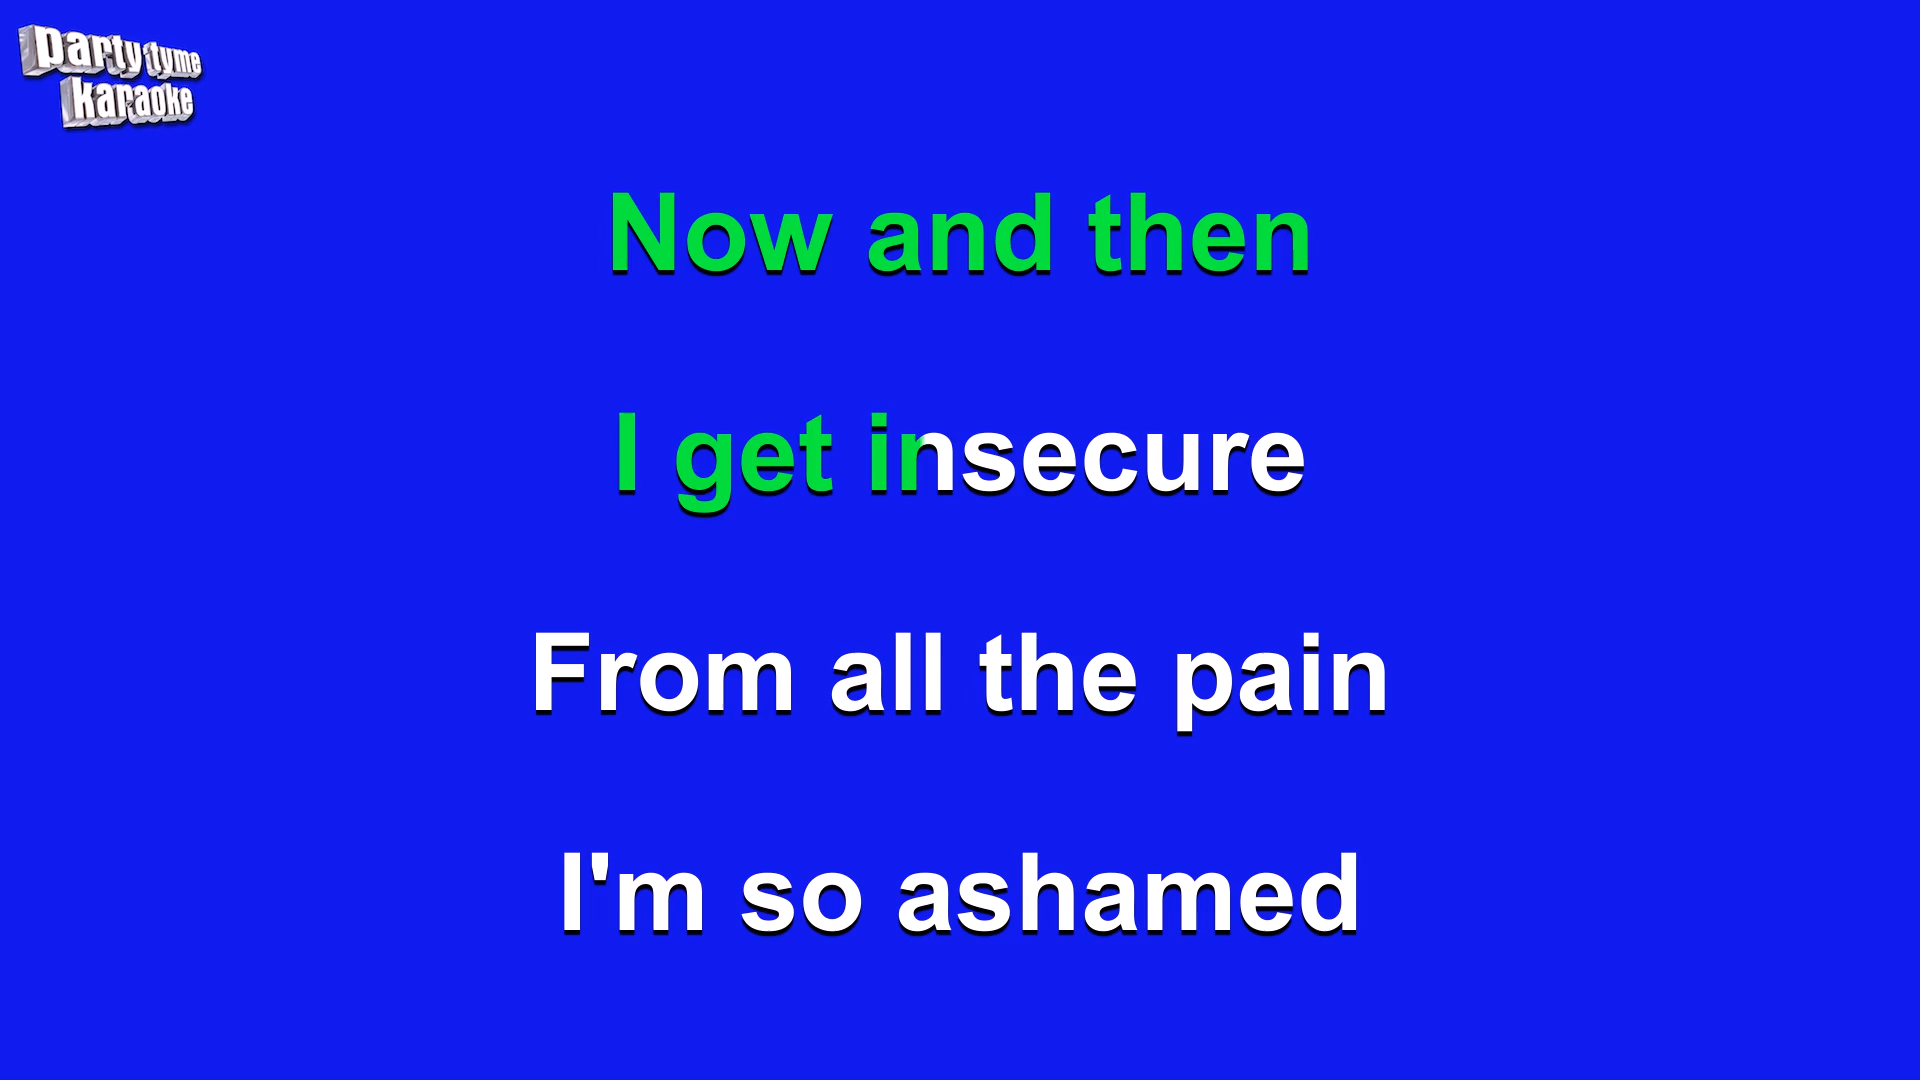 party tyme
karaoke
Now and then
I get insecure
From all the pain
I'm so ashamed